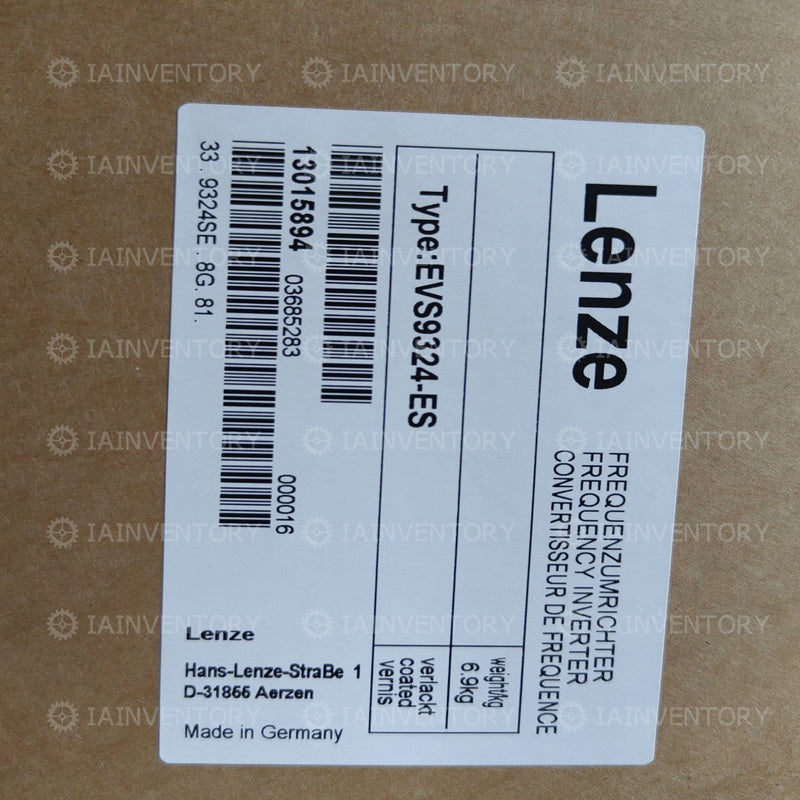 Lenze
FREQUENZUMRICHTER
FREQUENCY INVERTER
CONVERTISSEUR DE FREQUENCE
weight/kg
6.9kg
Type:EVS9324-ES
verlackt
coated
vernis
13015894 03685283 000016
33 . 9324SE . 8G. 81.
Lenze
Hans-Lenze-StraBe 1
D-31855 Aerzen
Made in Germany
IAINVENTORY